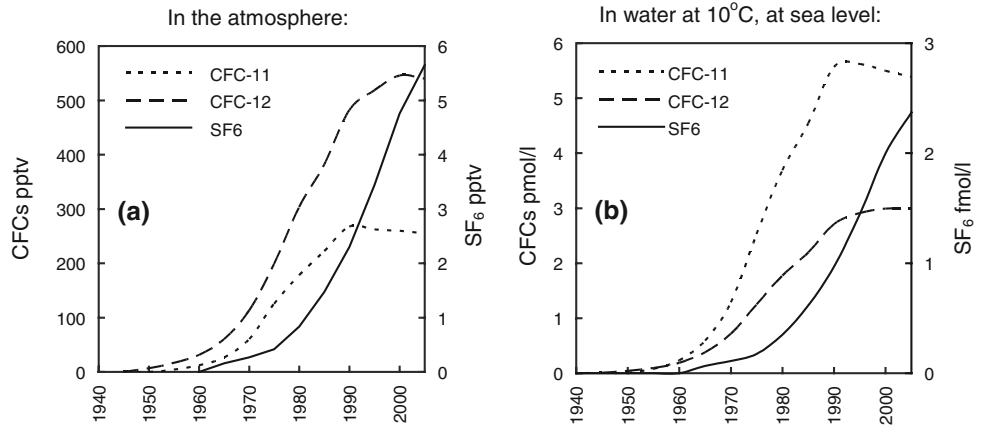 In the atmosphere:
600
500
400
300
200
100
0
CFCs pptv
CFC-11
CFC-12
SF6
(a)
6
5
4
3
2
1
0
SF₆ pptv
1940
1950
1960
1970
1980
1990
2000
In water at 10°C, at sea level:
6
5
4
3
2
1
0
CFCs pmol/l
CFC-11
CFC-12
SF6
(b)
3
2
1
0
SF₆ fmol/l
1940
1950
1960
1970
1980
1990
2000